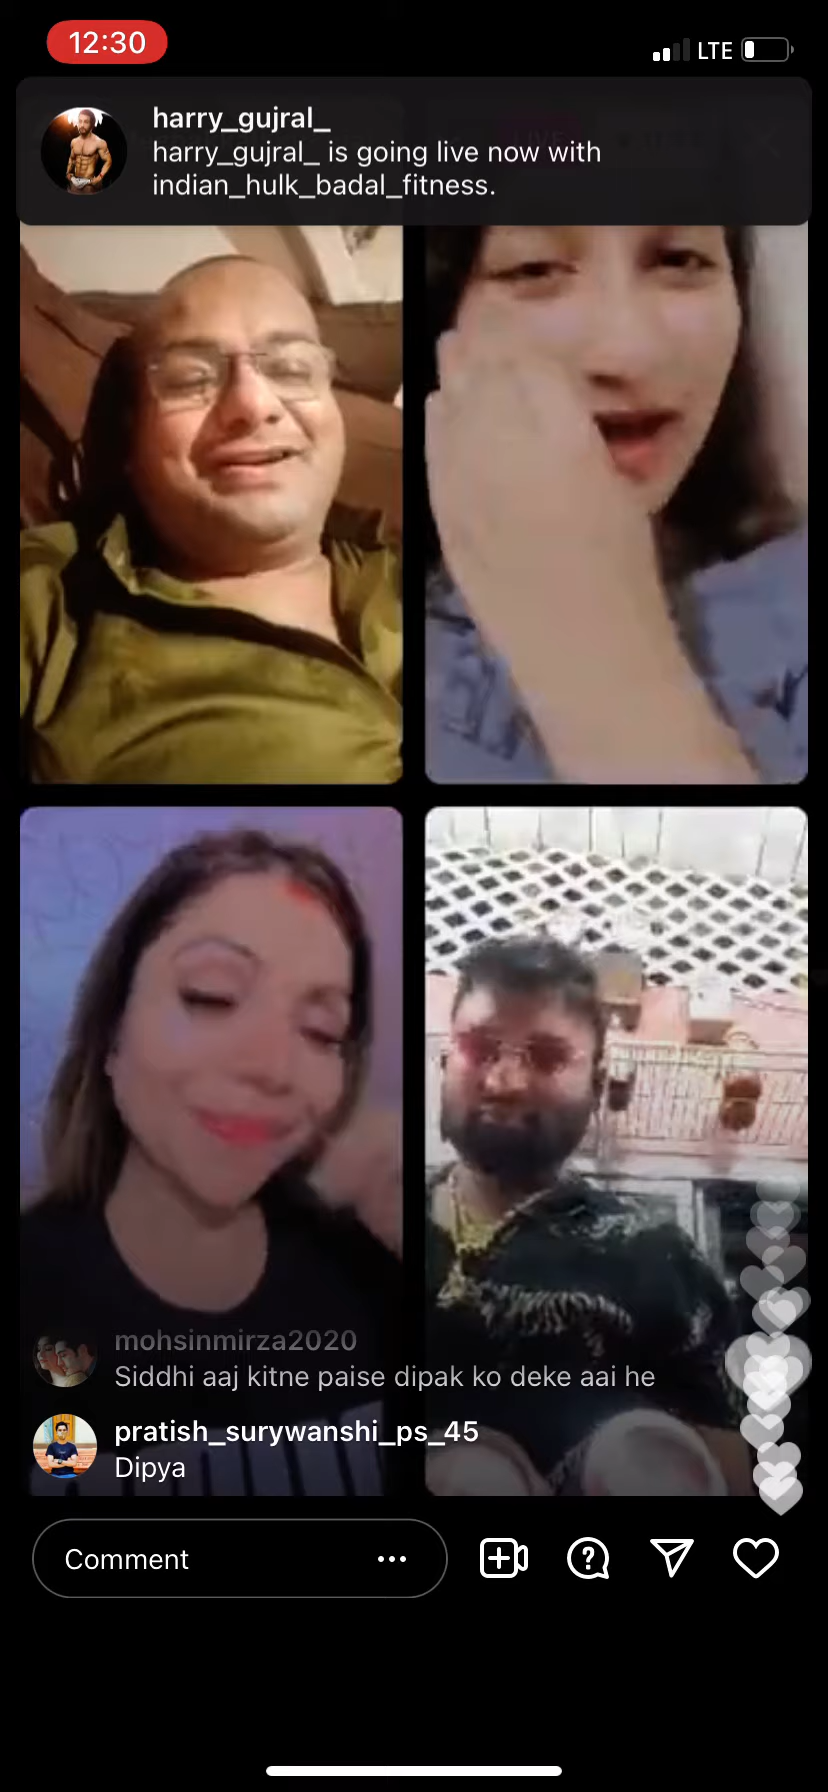 12:30
LTE
harry_gujral_
harry_gujral_ is going live now with
indian_hulk_badal_fitness.
mohsinmirza2020
Siddhi aaj kitne paise dipak ko deke aai he
pratish_surywanshi_ps_45
Dipya
Comment